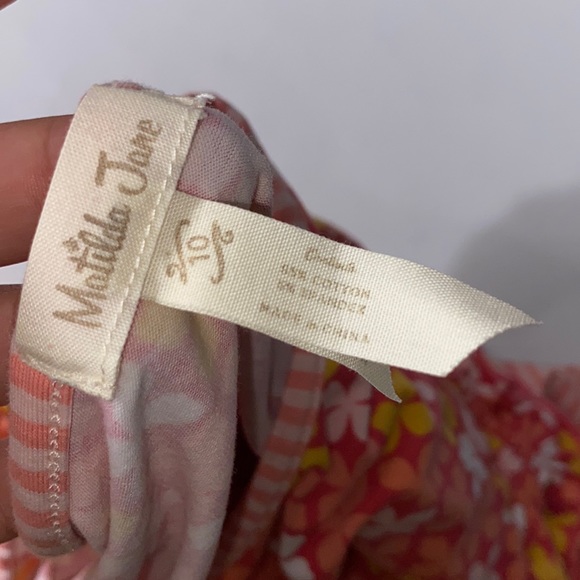 Matilda Jane
10
95% COTTON
5% SPANDEX
MADE IN CHINA